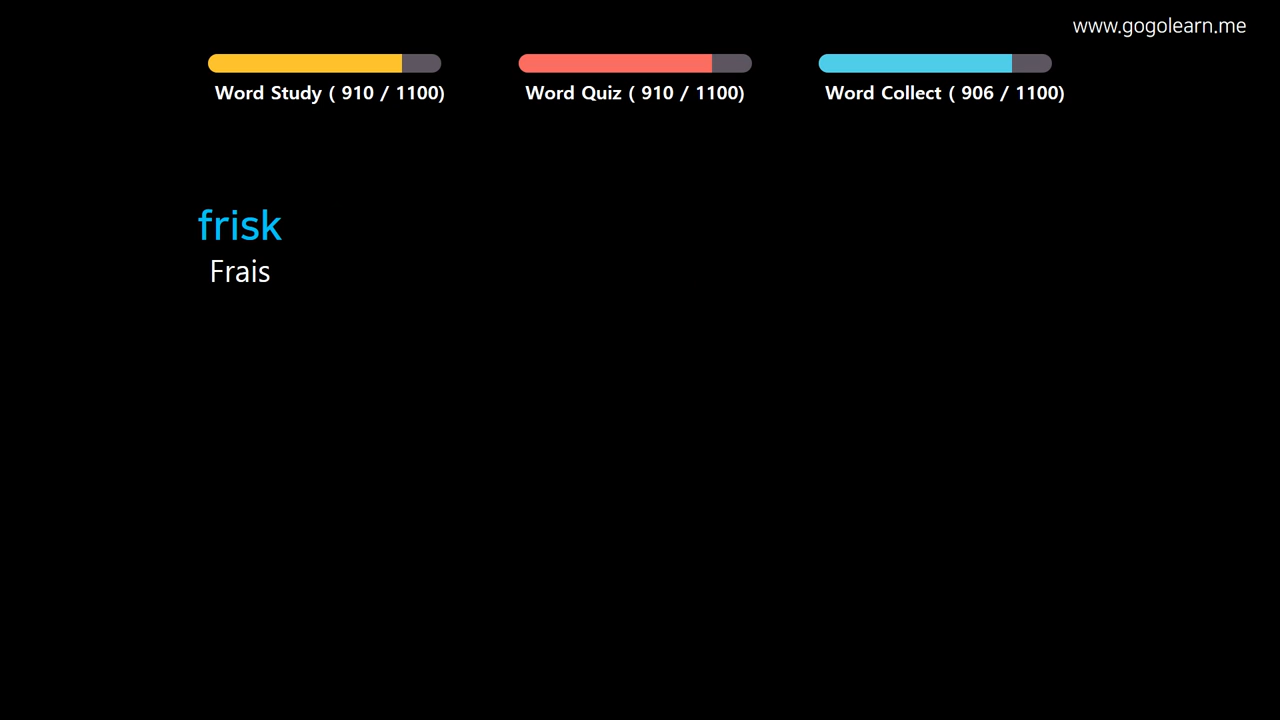 www.gogolearn.me
Word Study ( 910 / 1100)
Word Quiz ( 910 / 1100)
Word Collect ( 906 / 1100)
frisk
Frais